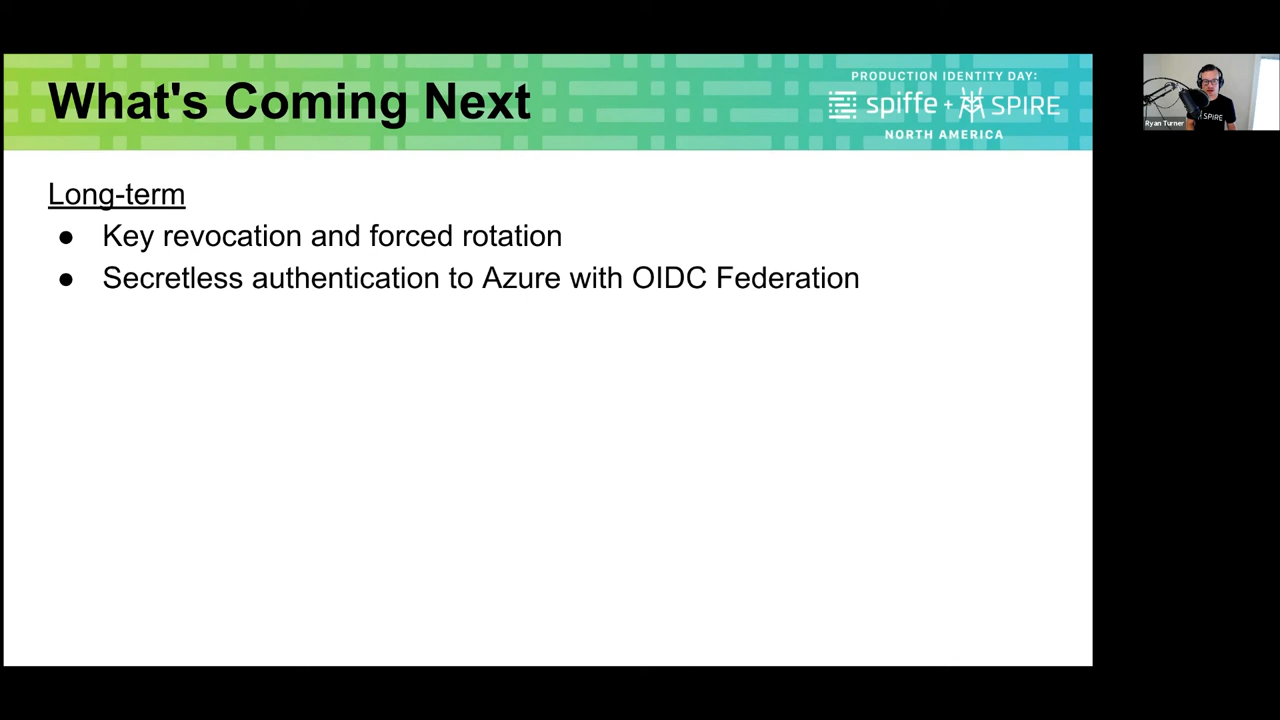 What's Coming Next
PRODUCTION IDENTITY DAY:
spiffe + SPIRE
NORTH AMERICA
Long-term
● Key revocation and forced rotation
● Secretless authentication to Azure with OIDC Federation
Ryan Turner
SPIRE